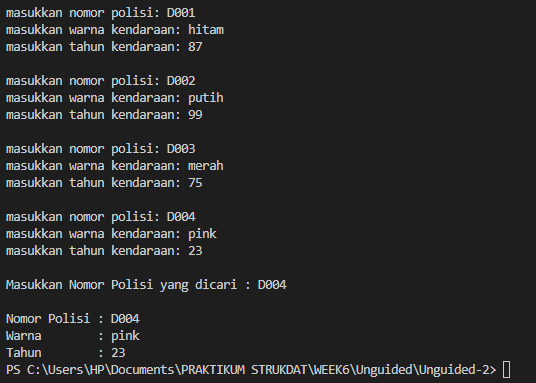 masukkan nomor polisi: D001
masukkan warna kendaraan: hitam
masukkan tahun kendaraan: 87
masukkan nomor polisi: D002
masukkan warna kendaraan: putih
masukkan tahun kendaraan: 99
masukkan nomor polisi: D003
masukkan warna kendaraan: merah
masukkan tahun kendaraan: 75
masukkan nomor polisi: D004
masukkan warna kendaraan: pink
masukkan tahun kendaraan: 23
Masukkan Nomor Polisi yang dicari : D004
Nomor Polisi : D004
Warna        : pink
Tahun        : 23
PS C:\Users\HP\Documents\PRAKTIKUM STRUKDAT\WEEK6\Unguided\Unguided-2>